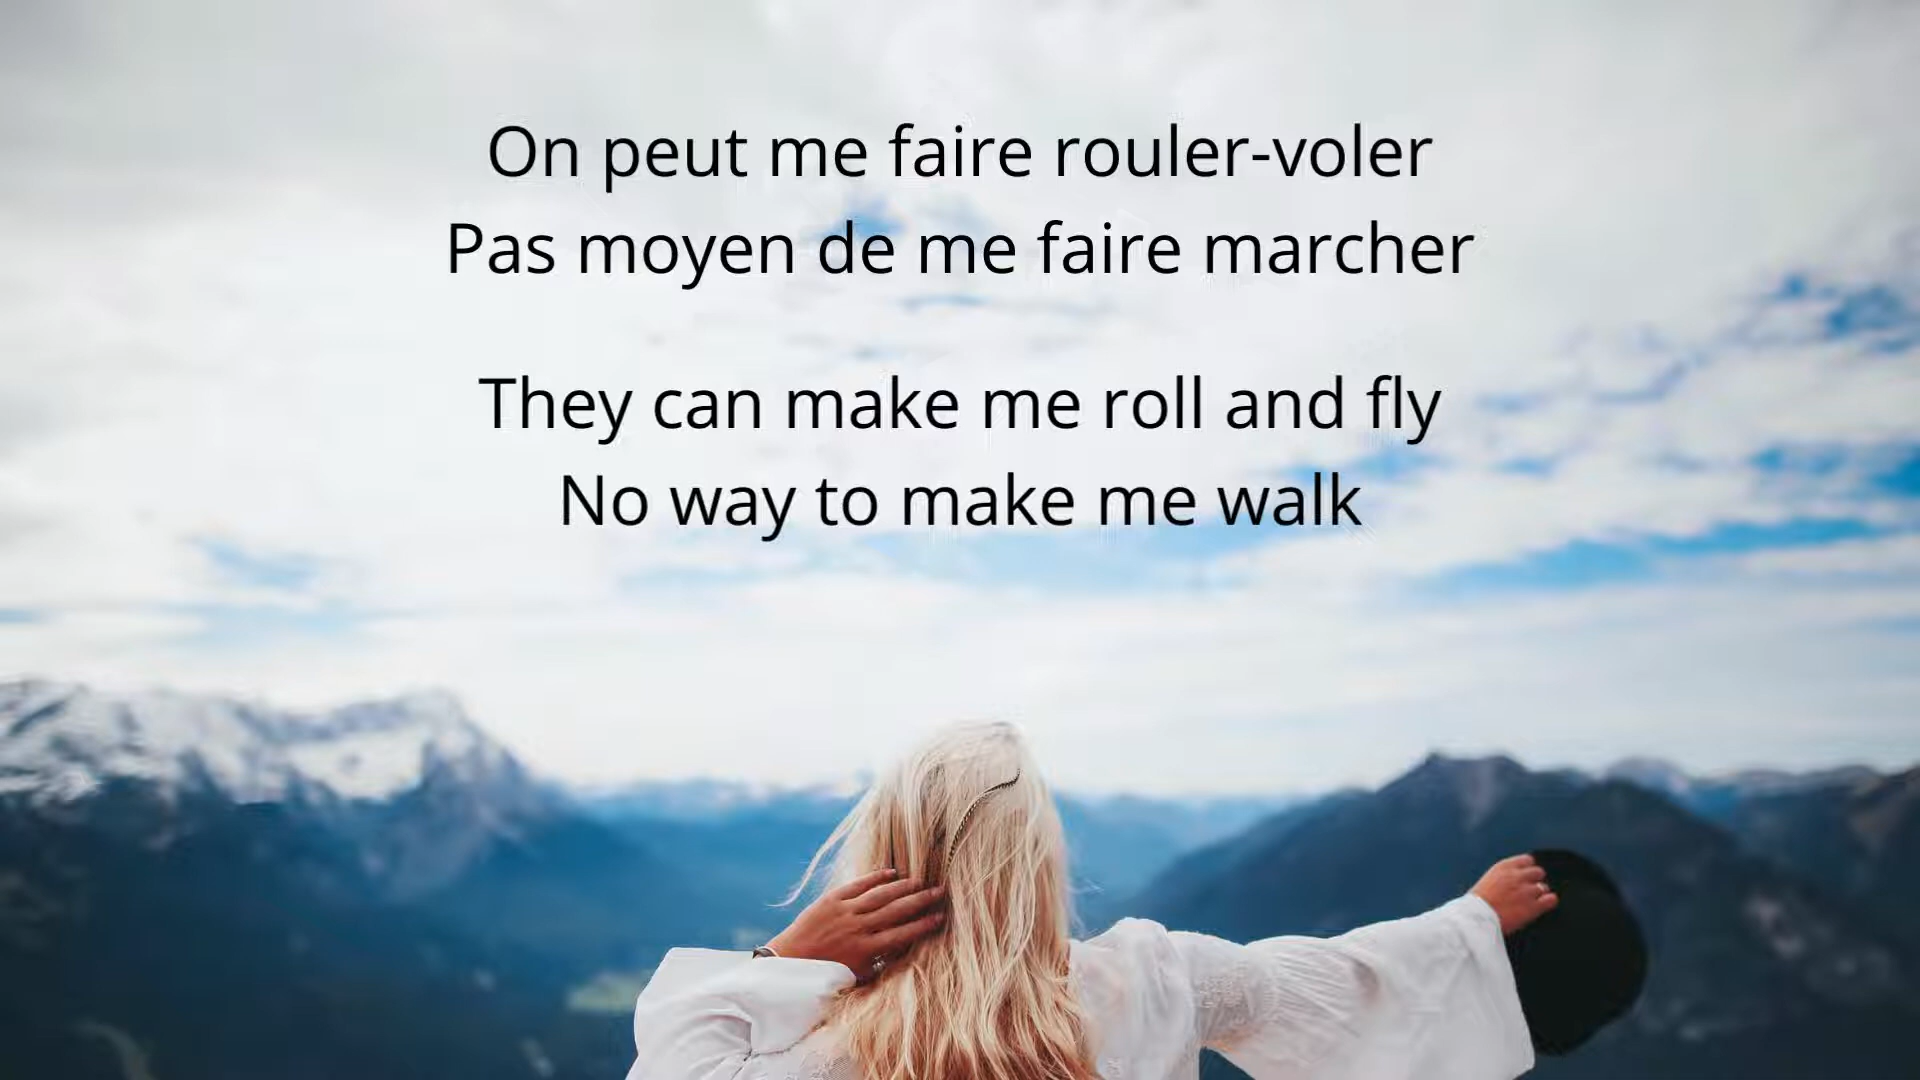 On peut me faire rouler-voler
Pas moyen de me faire marcher
They can make me roll and fly
No way to make me walk